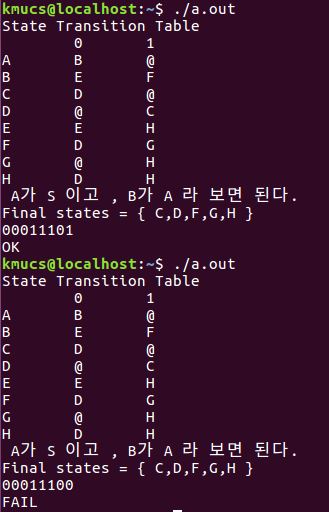 kmucs@localhost:~$ ./a.out
State Transition Table
0 1
A B @
B E F
C D @
D @ C
E E H
F D G
G @ H
H D H
A가 S 이고 , B가 A 라 보면 된다.
Final states = { C,D,F,G,H }
00011101
OK
kmucs@localhost:~$ ./a.out
State Transition Table
0 1
A B @
B E F
C D @
D @ C
E E H
F D G
G @ H
H D H
A가 S 이고 , B가 A 라 보면 된다.
Final states = { C,D,F,G,H }
00011100
FAIL